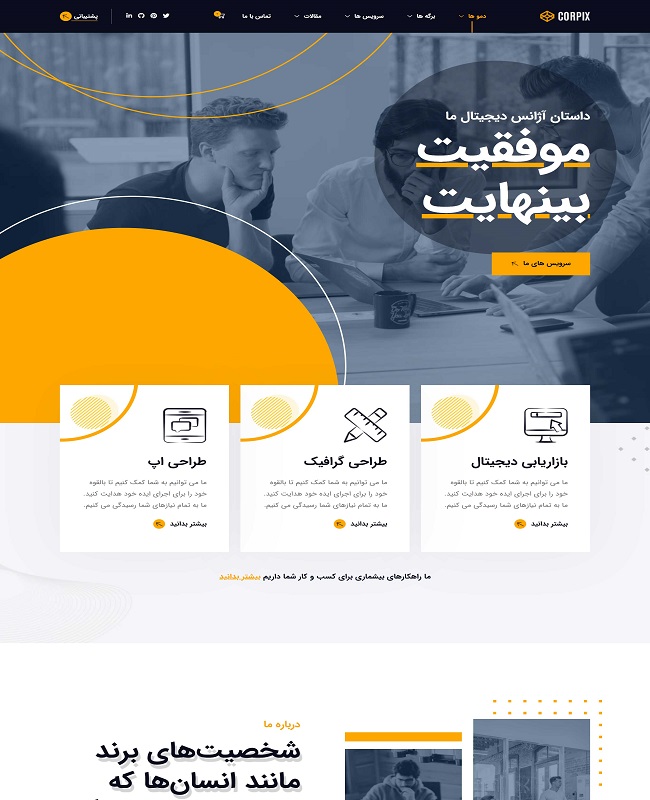 CORPIX
دمو ها
برگه ها
سرویس ها
مقالات
تماس با ما
پشتیبانی
داستان آژانس دیجیتال ما
موفقیت
بینهایت
سرویس های ما
بازاریابی دیجیتال
ما می توانیم به شما کمک کنیم تا بالقوه
خود را برای اجرای ایده خود هدایت کنید.
ما به تمام نیازهای شما رسیدگی می کنیم.
بیشتر بدانید
طراحی گرافیک
ما می توانیم به شما کمک کنیم تا بالقوه
خود را برای اجرای ایده خود هدایت کنید.
ما به تمام نیازهای شما رسیدگی می کنیم.
بیشتر بدانید
طراحی اپ
ما می توانیم به شما کمک کنیم تا بالقوه
خود را برای اجرای ایده خود هدایت کنید.
ما به تمام نیازهای شما رسیدگی می کنیم.
بیشتر بدانید
ما راهکارهای بیشماری برای کسب و کار شما داریم بیشتر بدانید
درباره ما
شخصیت‌های برند
مانند انسان‌ها که